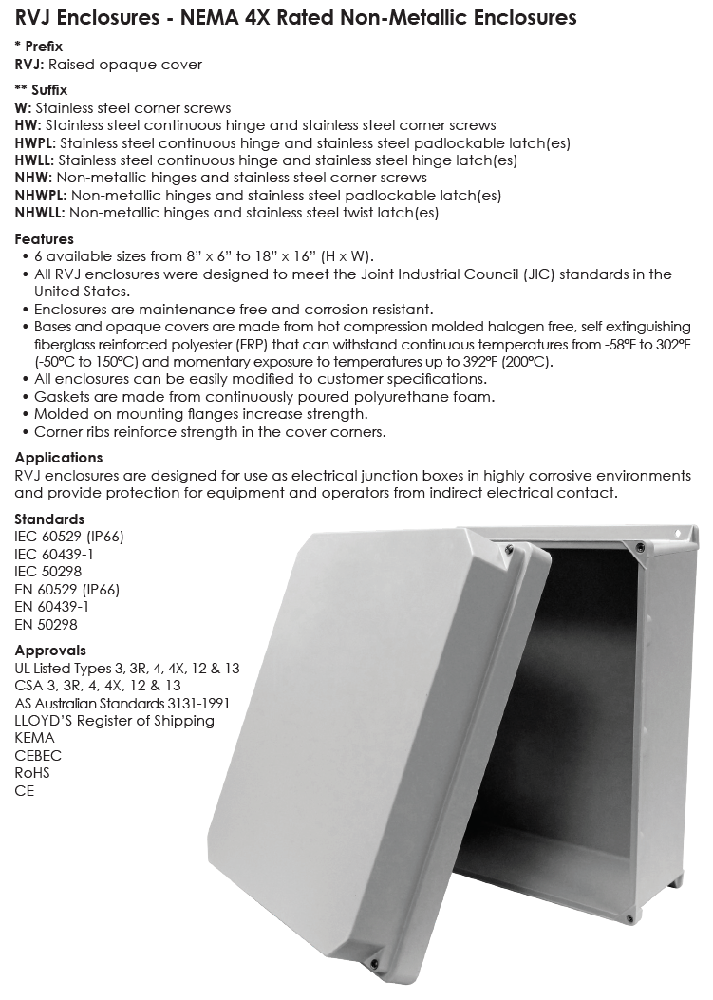 RVJ Enclosures - NEMA 4X Rated Non-Metallic Enclosures
* Prefix
RVJ: Raised opaque cover
** Suffix
W: Stainless steel corner screws
HW: Stainless steel continuous hinge and stainless steel corner screws
HWPL: Stainless steel continuous hinge and stainless steel padlockable latch(es)
HWLL: Stainless steel continuous hinge and stainless steel hinge latch(es)
NHW: Non-metallic hinges and stainless steel corner screws
NHWPL: Non-metallic hinges and stainless steel padlockable latch(es)
NHWLL: Non-metallic hinges and stainless steel twist latch(es)
Features
• 6 available sizes from 8” x 6” to 18” x 16” (H x W).
• All RVJ enclosures were designed to meet the Joint Industrial Council (JIC) standards in the
United States.
• Enclosures are maintenance free and corrosion resistant.
• Bases and opaque covers are made from hot compression molded halogen free, self extinguishing
fiberglass reinforced polyester (FRP) that can withstand continuous temperatures from -58ºF to 302ºF
(-50ºC to 150ºC) and momentary exposure to temperatures up to 392ºF (200ºC).
• All enclosures can be easily modified to customer specifications.
• Gaskets are made from continuously poured polyurethane foam.
• Molded on mounting flanges increase strength.
• Corner ribs reinforce strength in the cover corners.
Applications
RVJ enclosures are designed for use as electrical junction boxes in highly corrosive environments
and provide protection for equipment and operators from indirect electrical contact.
Standards
IEC 60529 (IP66)
IEC 60439-1
IEC 50298
EN 60529 (IP66)
EN 60439-1
EN 50298
Approvals
UL Listed Types 3, 3R, 4, 4X, 12 & 13
CSA 3, 3R, 4, 4X, 12 & 13
AS Australian Standards 3131-1991
LLOYD’S Register of Shipping
KEMA
CEBEC
RoHS
CE